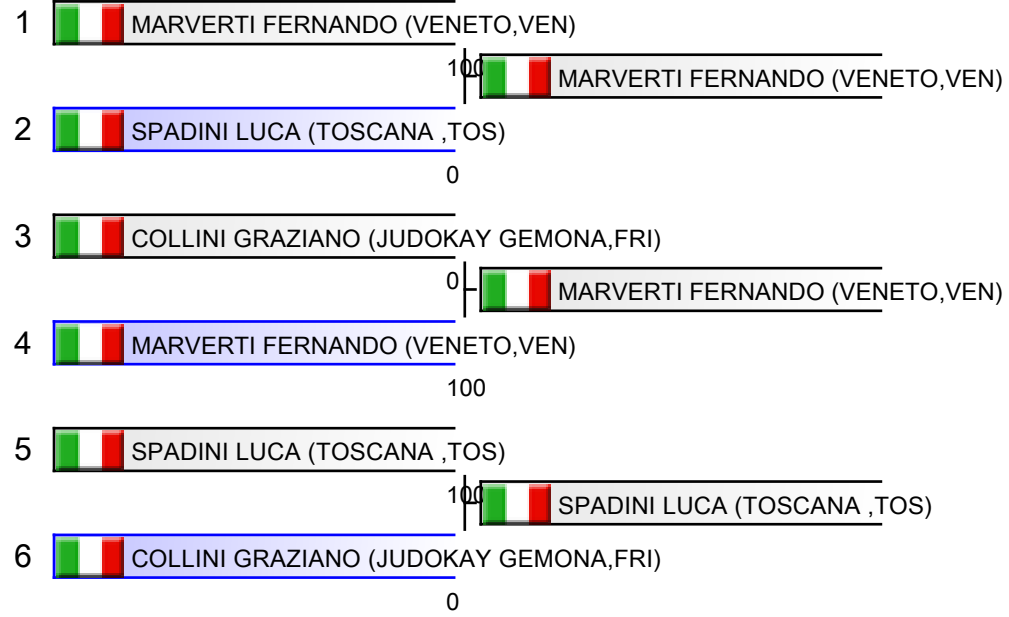 1 MARVERTI FERNANDO (VENETO,VEN)
100 MARVERTI FERNANDO (VENETO,VEN)
2 SPADINI LUCA (TOSCANA ,TOS)
0
3 COLLINI GRAZIANO (JUDOKAY GEMONA,FRI)
0 MARVERTI FERNANDO (VENETO,VEN)
4 MARVERTI FERNANDO (VENETO,VEN)
100
5 SPADINI LUCA (TOSCANA ,TOS)
100 SPADINI LUCA (TOSCANA ,TOS)
6 COLLINI GRAZIANO (JUDOKAY GEMONA,FRI)
0